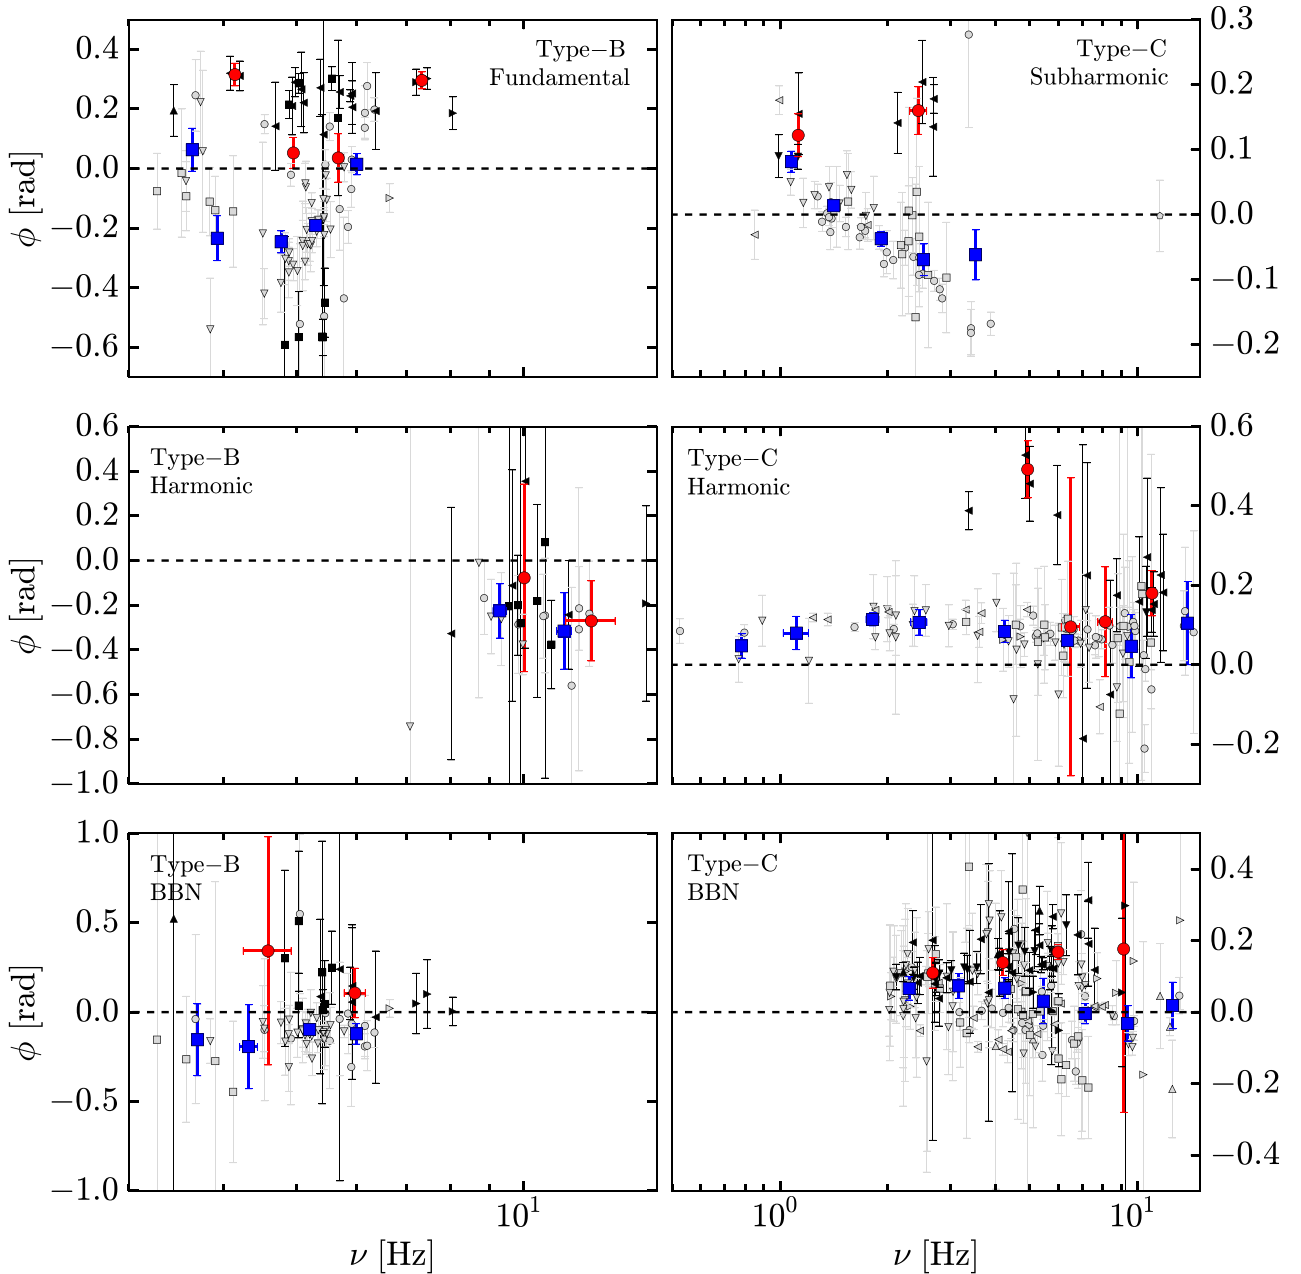 Type−B
Fundamental
0.4
0.2
0.0
−0.2
−0.4
−0.6
ϕ [rad]
Type−C
Subharmonic
0.3
0.2
0.1
0.0
−0.1
−0.2
Type−B
Harmonic
0.6
0.4
0.2
0.0
−0.2
−0.4
−0.6
−0.8
−1.0
ϕ [rad]
Type−C
Harmonic
0.6
0.4
0.2
0.0
−0.2
Type−B
BBN
1.0
0.5
0.0
−0.5
−1.0
ϕ [rad]
10¹
ν [Hz]
Type−C
BBN
0.4
0.2
0.0
−0.2
−0.4
10⁰ 10¹
ν [Hz]